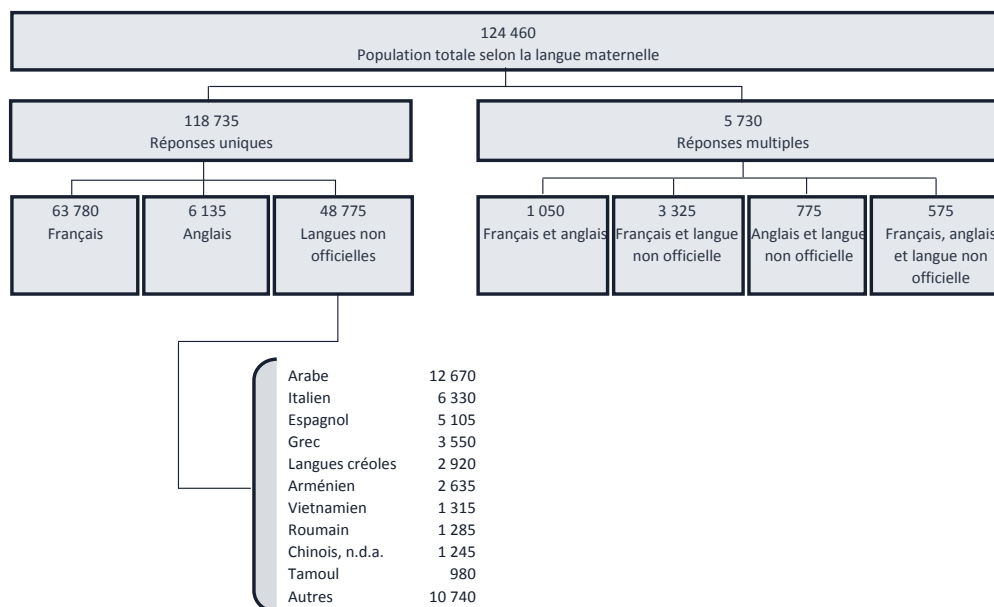 124 460
Population totale selon la langue maternelle
118 735
Réponses uniques
5 730
Réponses multiples
63 780
Français
6 135
Anglais
48 775
Langues non
officielles
1 050
Français et anglais
3 325
Français et langue
non officielle
775
Anglais et langue
non officielle
575
Français, anglais
et langue non
officielle
Arabe 12 670
Italien 6 330
Espagnol 5 105
Grec 3 550
Langues créoles 2 920
Arménien 2 635
Vietnamien 1 315
Roumain 1 285
Chinois, n.d.a. 1 245
Tamoul 980
Autres 10 740